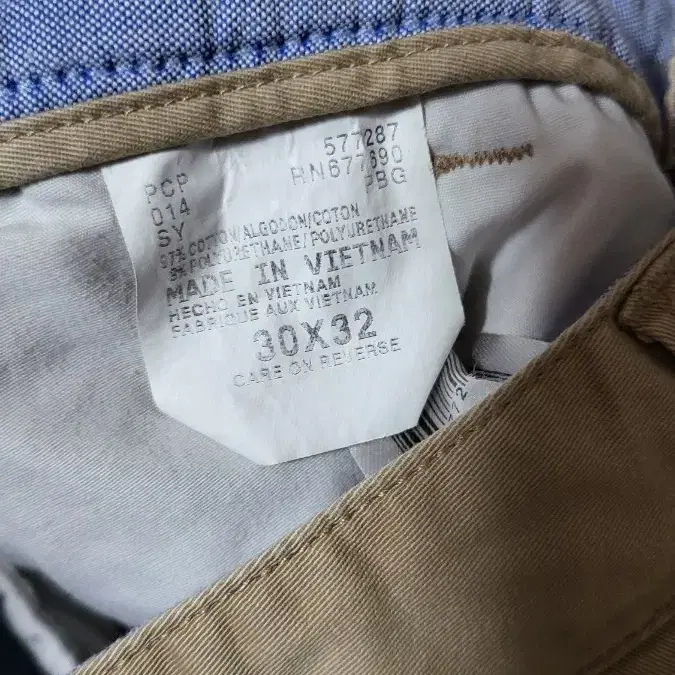 577287
RN677690
PBG
PCP
014
SY
97% COTTON/ALGODON/COTON
3% POLYURETHANE/POLYURETHANE
MADE IN VIETNAM
HECHO EN VIETNAM
FABRIQUE AUX VIETNAM
30X32
CARE ON REVERSE